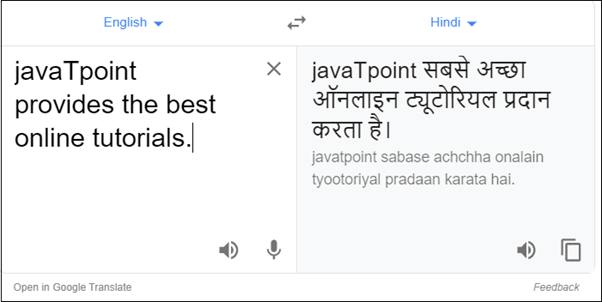 English
Hindi
javaTpoint
provides the best
online tutorials.
javaTpoint सबसे अच्छा
ऑनलाइन ट्यूटोरियल प्रदान
करता है।
javatpoint sabase achchha onalain
tyootoriyal pradaan karata hai.
Open in Google Translate
Feedback